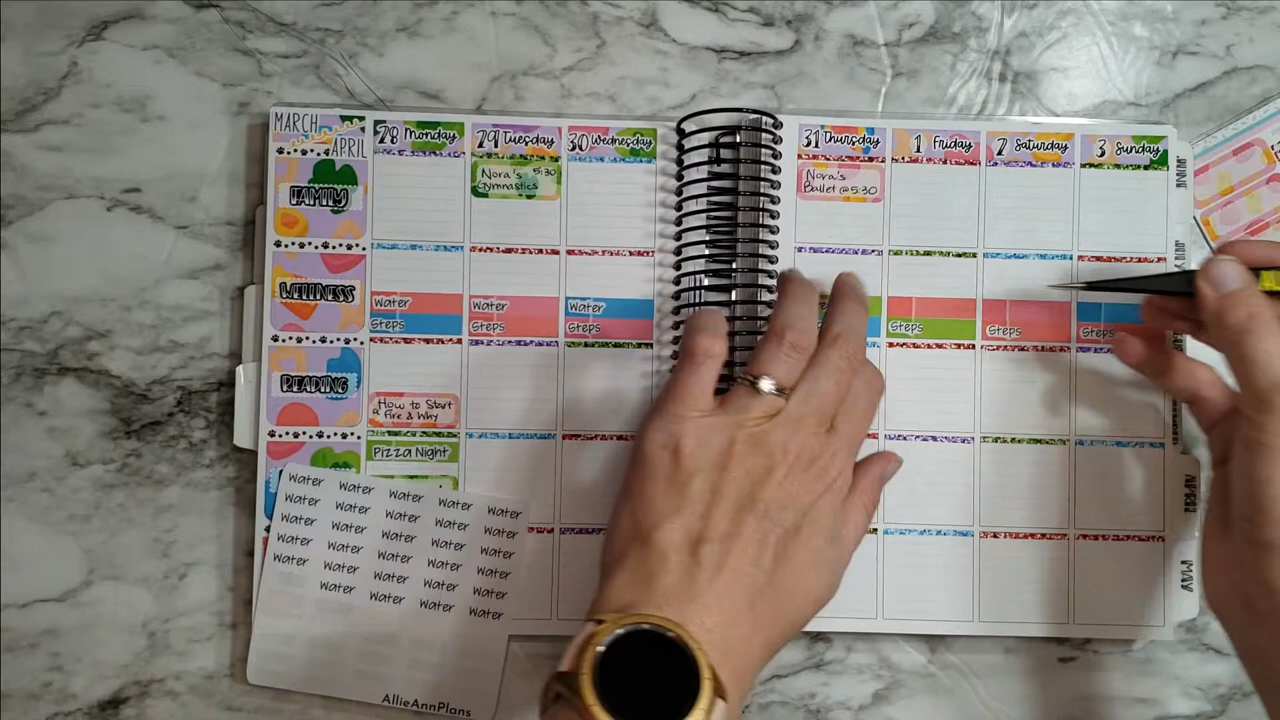 MARCH
APRIL
28 Monday
29 Tuesday
30 Wednesday
31 Thursday
1 Friday
2 Saturday
3 Sunday
FAMILY
Nora's 5:30
Gymnastics
Nora's
Ballet @ 5:30
WELLNESS
Water
Water
Water
Steps
Steps
Steps
Steps
Steps
Steps
READING
How to Start
a Fire & Why
Pizza Night
Water Water Water Water Water
Water Water Water Water Water
Water Water Water Water Water
Water Water Water Water Water
Water Water Water Water Water
Water Water Water Water
AllieAnnPlans
JUNE
APRIL
MAY